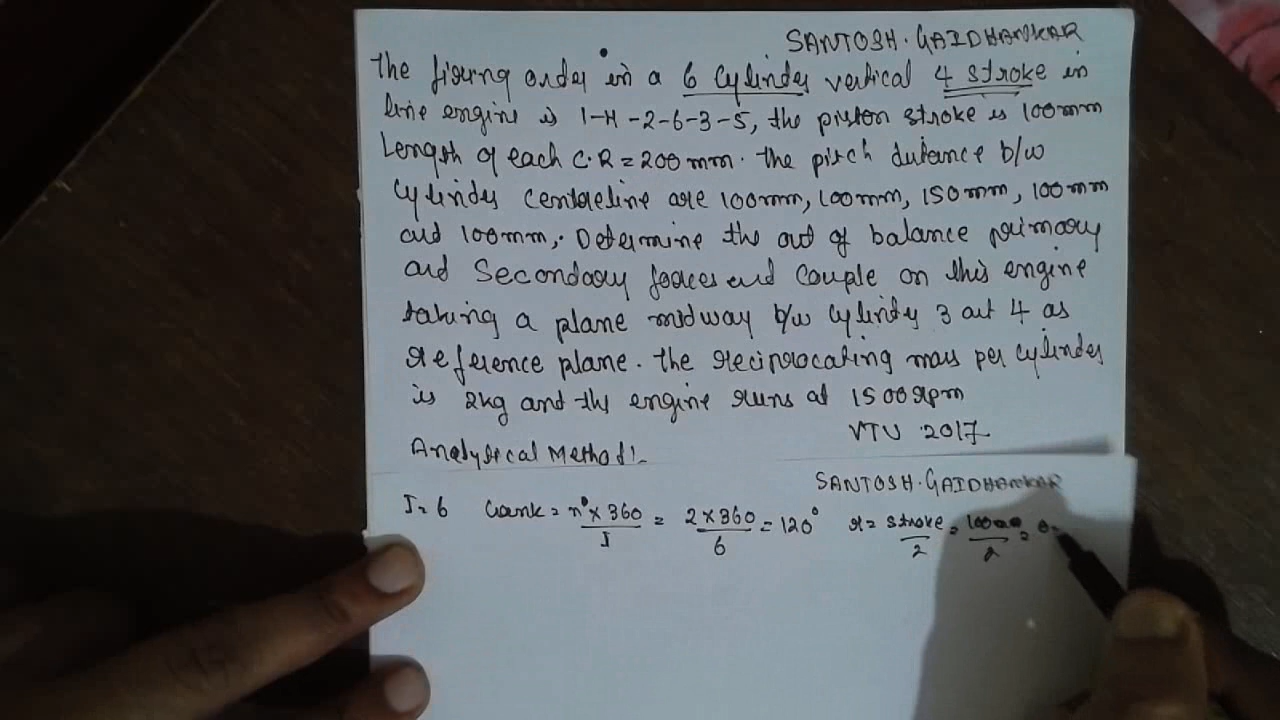 SANTOSH. GAIDHANKAR
The firing order in a 6 cylinder vertical 4 stroke in
line engine is 1-4-2-6-3-5, the piston stroke is 100mm
Length of each C.R = 200 mm. the pitch distance b/w
cylinder centreline are 100mm, 100mm, 150mm, 100mm
and 100mm,. Determine the out of balance primary
and Secondary forces and couple on this engine
taking a plane midway b/w cylindy 3 and 4 as
reference plane. the reciprocating mass per cylinder
is 2kg and the engine runs at 1500 rpm
VTU 2017
Analytical Method:-
SANTOSH. GAIDHANKAR
I = 6 Crank = n° × 360 / I = 2 × 360 / 6 = 120° r = stroke / 2 = 100 / 2 = 0